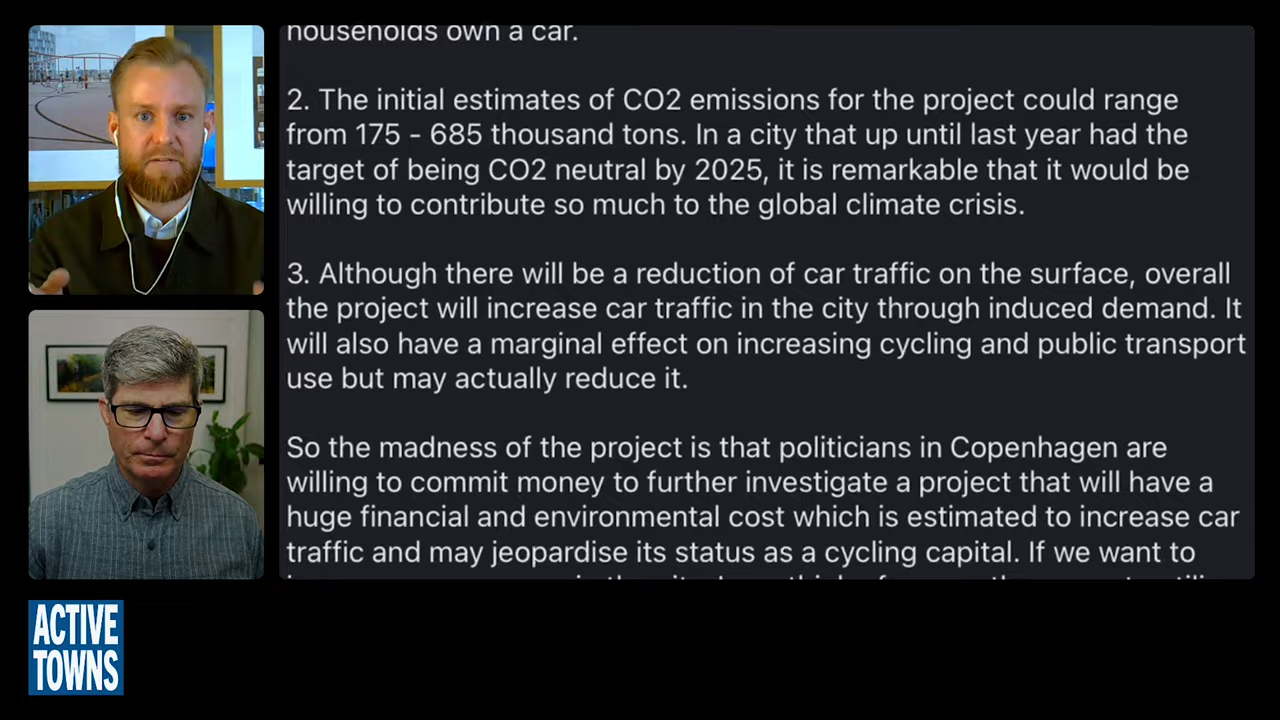 households own a car.
2. The initial estimates of CO2 emissions for the project could range
from 175 - 685 thousand tons. In a city that up until last year had the
target of being CO2 neutral by 2025, it is remarkable that it would be
willing to contribute so much to the global climate crisis.
3. Although there will be a reduction of car traffic on the surface, overall
the project will increase car traffic in the city through induced demand. It
will also have a marginal effect on increasing cycling and public transport
use but may actually reduce it.
So the madness of the project is that politicians in Copenhagen are
willing to commit money to further investigate a project that will have a
huge financial and environmental cost which is estimated to increase car
traffic and may jeopardise its status as a cycling capital. If we want to
ACTIVE
TOWNS